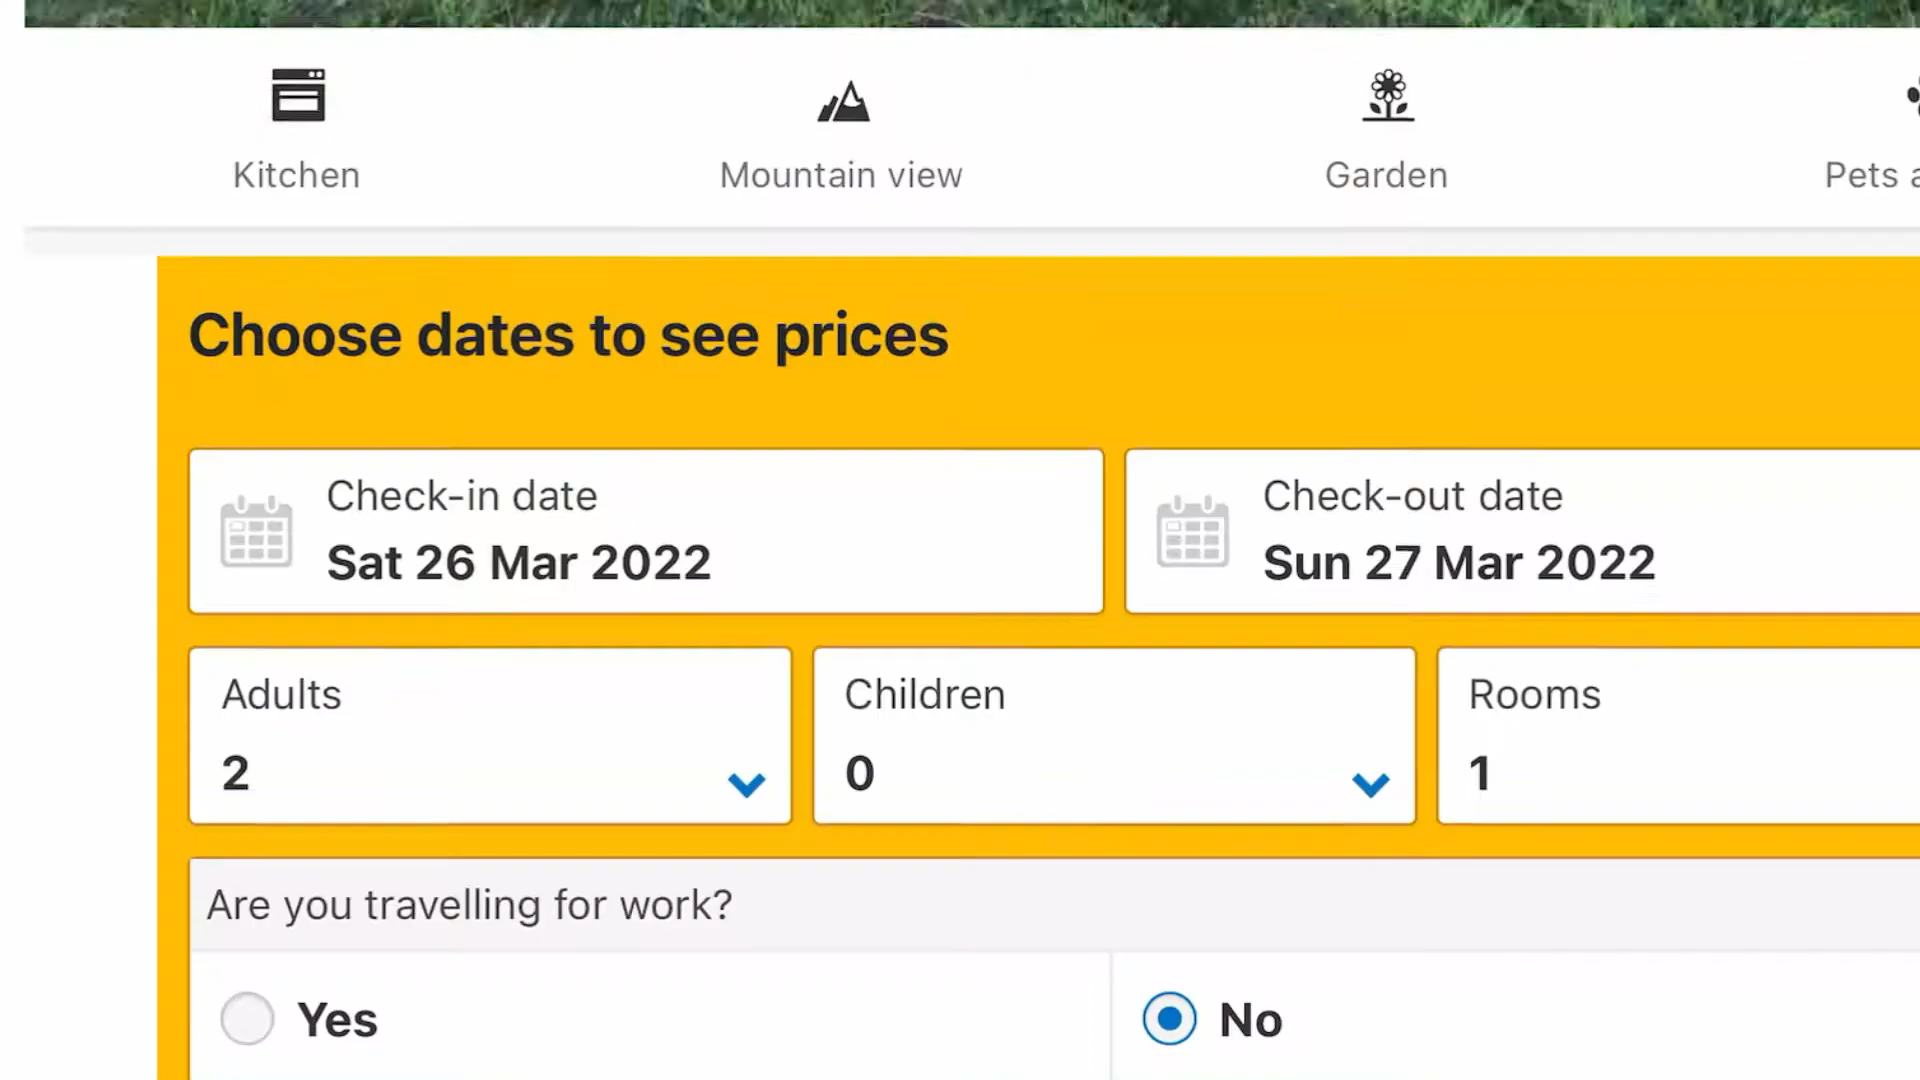 Kitchen Mountain view Garden Pets
Choose dates to see prices
Check-in date Check-out date
Sat 26 Mar 2022 Sun 27 Mar 2022
Adults Children Rooms
2 0 1
Are you travelling for work?
Yes No